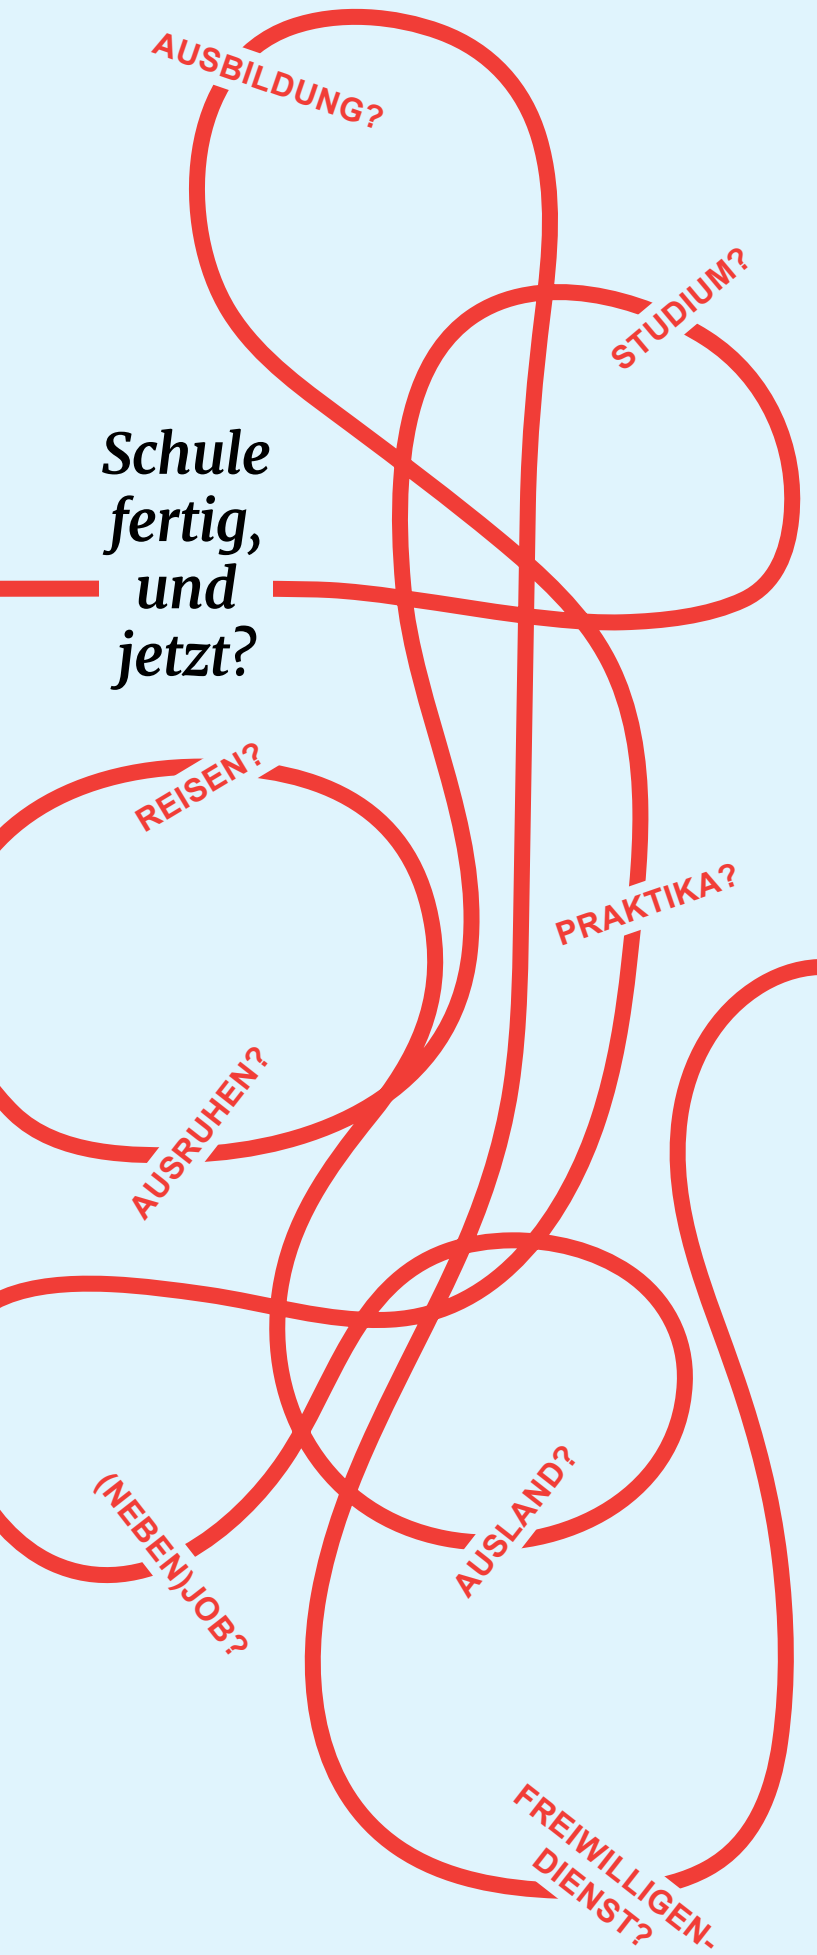 AUSBILDUNG?
STUDIUM?
Schule
fertig,
und
jetzt?
REISEN?
PRAKTIKA?
AUSRUHEN?
AUSLAND?
(NEBEN)JOB?
FREIWILLIGEN-
DIENST?